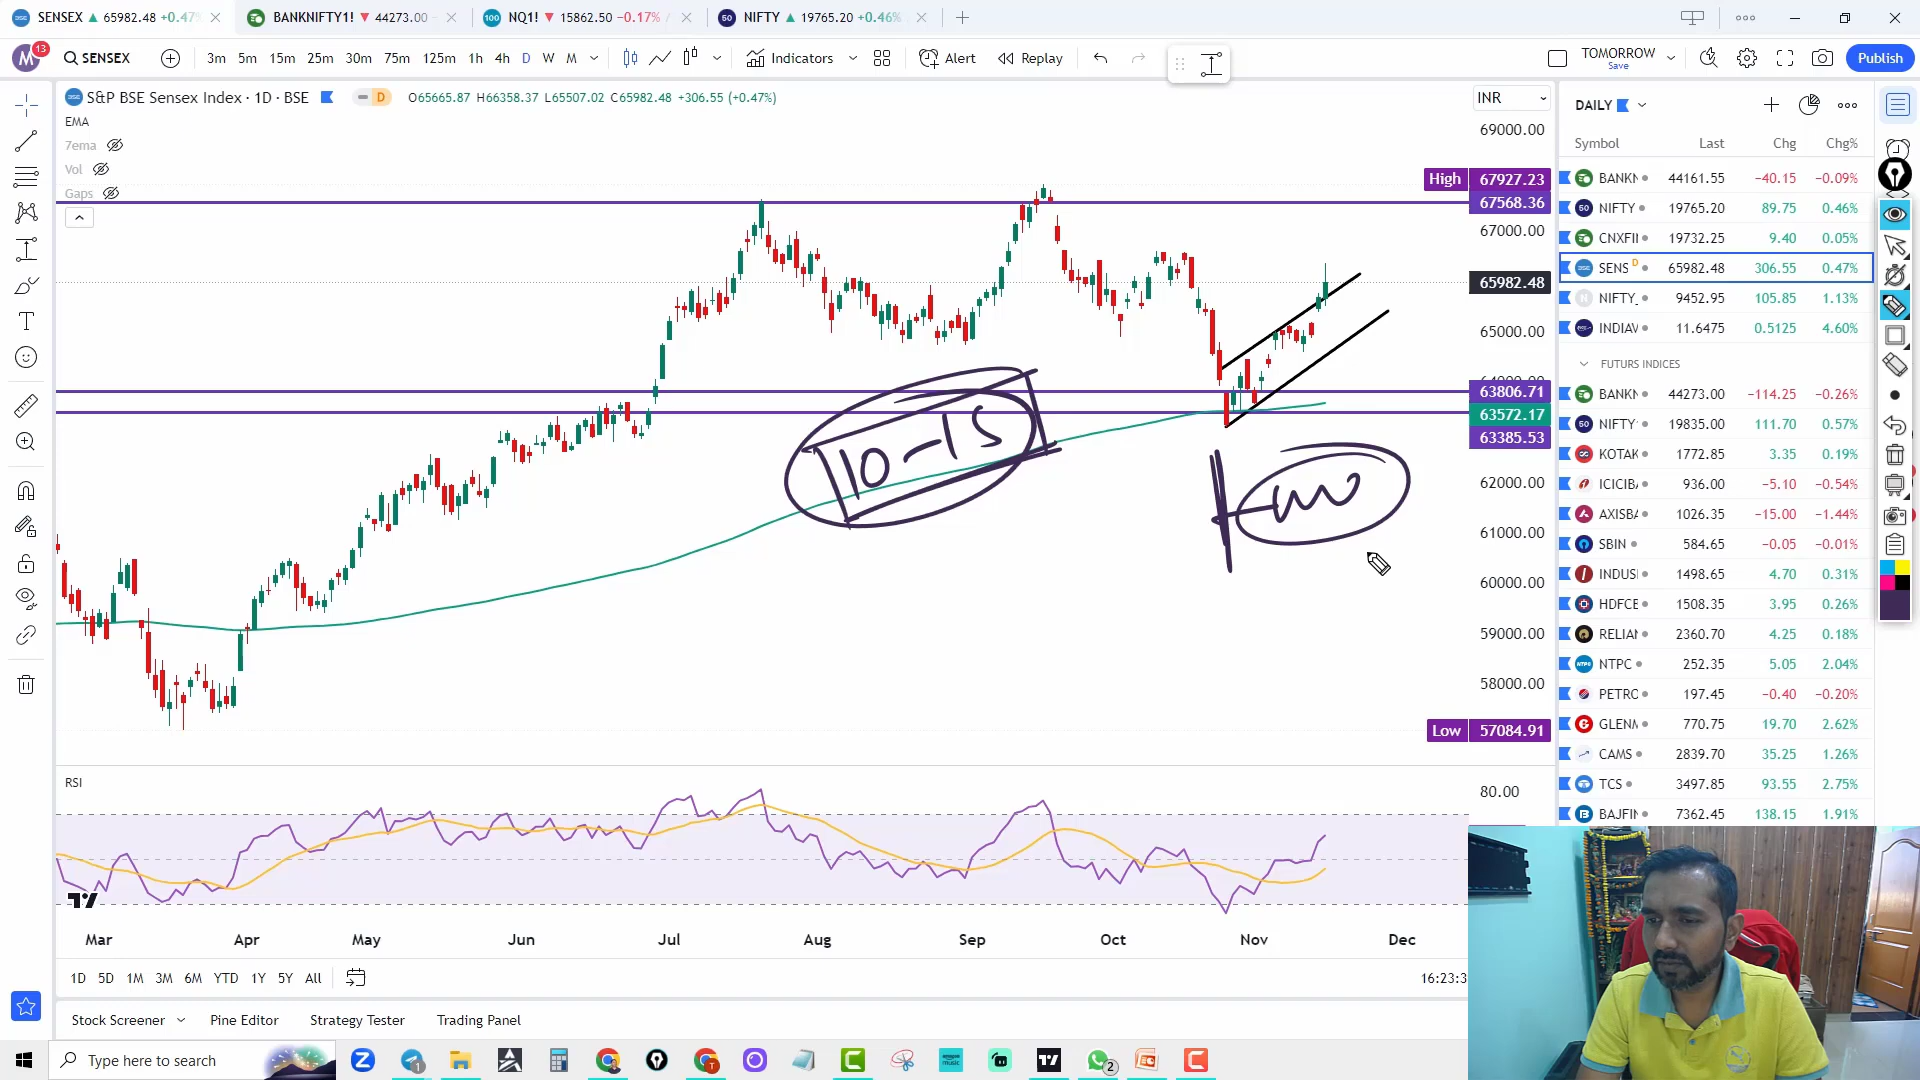 SENSEX ▲ 65982.48 +0.47%
BANKNIFTY1! ▼ 44273.00
NQ1! ▼ 15862.50 −0.17%
NIFTY ▲ 19765.20 +0.46%
M 13 SENSEX 3m 5m 15m 25m 30m 75m 125m 1h 4h D W M Indicators Alert Replay TOMORROW Save Publish
S&P BSE Sensex Index · 1D · BSE D O65665.87 H66358.37 L65507.02 C65982.48 +306.55 (+0.47%)
INR
EMA
7ema
Vol
Gaps
69000.00
High 67927.23
67568.36
67000.00
65982.48
65000.00
63806.71
63572.17
63385.53
62000.00
61000.00
60000.00
59000.00
58000.00
Low 57084.91
10-15
RSI
80.00
Mar Apr May Jun Jul Aug Sep Oct Nov Dec
1D 5D 1M 3M 6M YTD 1Y 5Y All
16:23:3
Stock Screener Pine Editor Strategy Tester Trading Panel
DAILY
Symbol Last Chg Chg%
BANKN 44161.55 −40.15 −0.09%
NIFTY 19765.20 89.75 0.46%
CNXFII 19732.25 9.40 0.05%
SENS D 65982.48 306.55 0.47%
NIFTY_ 9452.95 105.85 1.13%
INDIAV 11.6475 0.5125 4.60%
FUTURS INDICES
BANKN 44273.00 −114.25 −0.26%
NIFTY 19835.00 111.70 0.57%
KOTAK 1772.85 3.35 0.19%
ICICIBA 936.00 −5.10 −0.54%
AXISBA 1026.35 −15.00 −1.44%
SBIN 584.65 −0.05 −0.01%
INDUSI 1498.65 4.70 0.31%
HDFCB 1508.35 3.95 0.26%
RELIAN 2360.70 4.25 0.18%
NTPC 252.35 5.05 2.04%
PETRO 197.45 −0.40 −0.20%
GLENM 770.75 19.70 2.62%
CAMS 2839.70 35.25 1.26%
TCS 3497.85 93.55 2.75%
BAJFIN 7362.45 138.15 1.91%
Type here to search